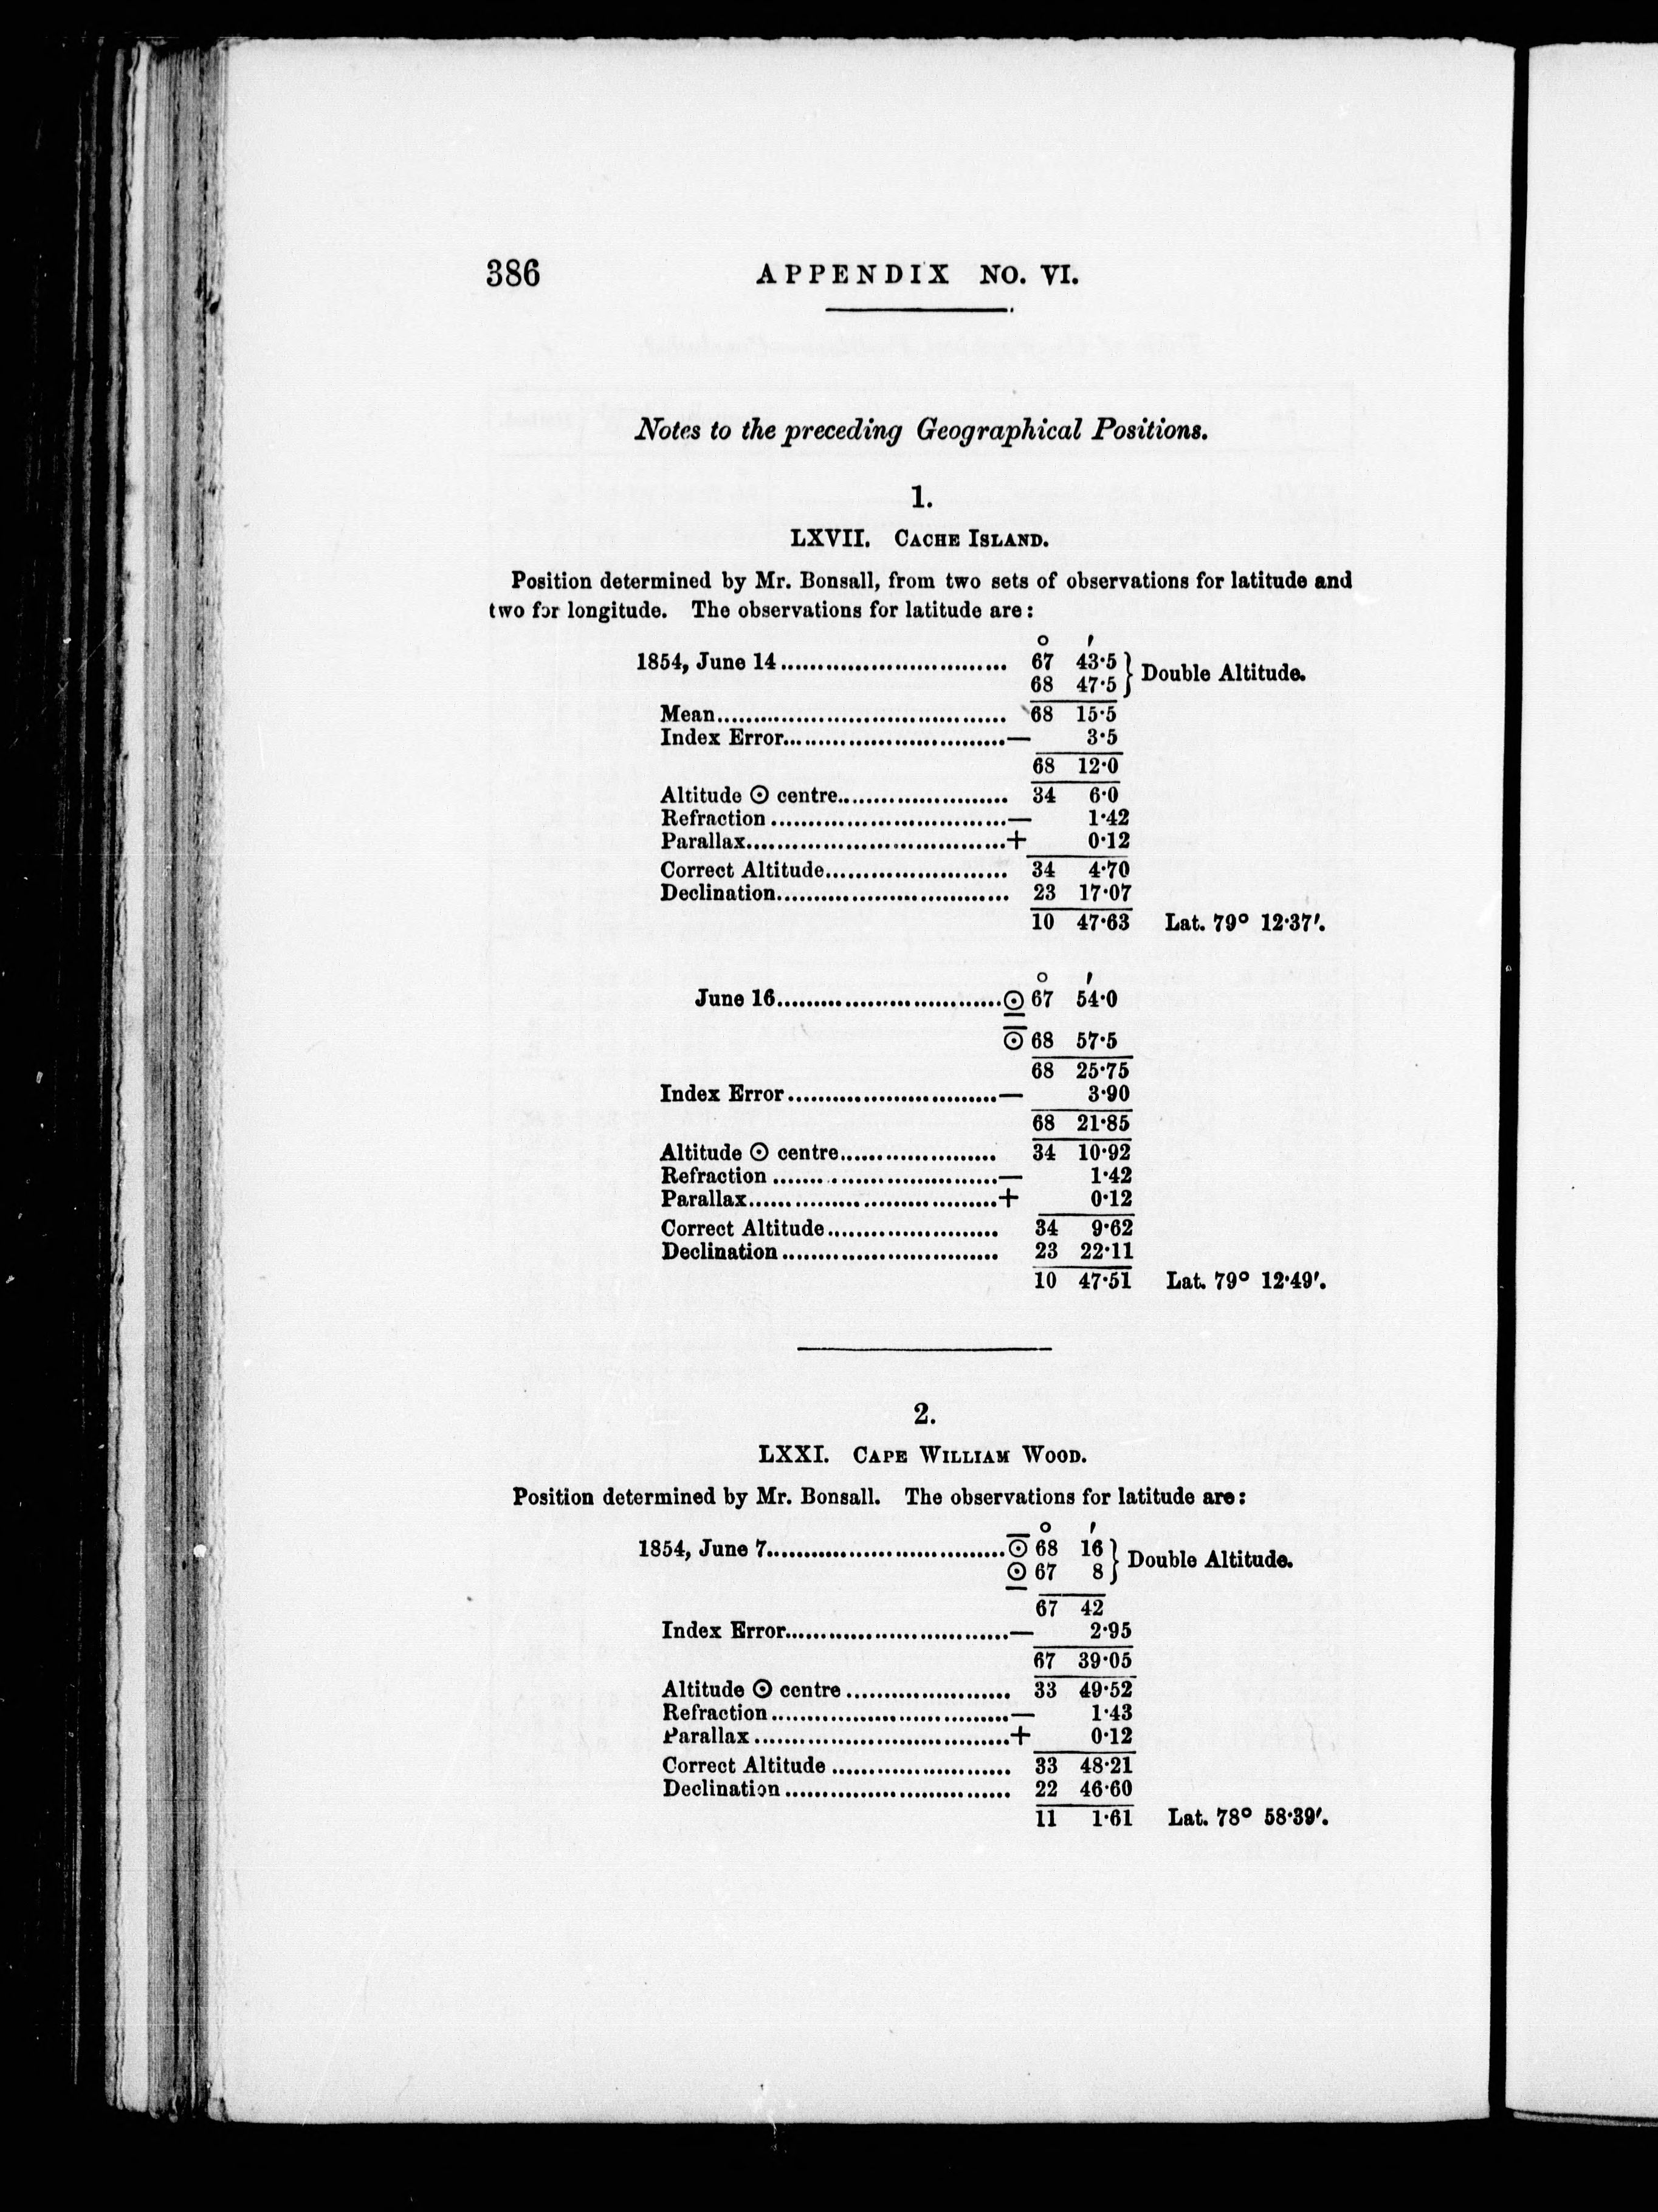 386 APPENDIX NO. VI.
Notes to the preceding Geographical Positions.
1.
LXVII. CACHE ISLAND.
Position determined by Mr. Bonsall, from two sets of observations for latitude and
two for longitude. The observations for latitude are:
° ′
1854, June 14............................... 67 43·5 } Double Altitude.
68 47·5
Mean....................................... 68 15·5
Index Error..............................— 3·5
68 12·0
Altitude ☉ centre....................... 34 6·0
Refraction ................................— 1·42
Parallax...................................+ 0·12
Correct Altitude......................... 34 4·70
Declination................................ 23 17·07
10 47·63 Lat. 79° 12·37′.
° ′
June 16...............................☉ 67 54·0
☉ 68 57·5
68 25·75
Index Error.............................— 3·90
68 21·85
Altitude ☉ centre..................... 34 10·92
Refraction ...............................— 1·42
Parallax..................................+ 0·12
Correct Altitude........................ 34 9·62
Declination.............................. 23 22·11
10 47·51 Lat. 79° 12·49′.
2.
LXXI. CAPE WILLIAM WOOD.
Position determined by Mr. Bonsall. The observations for latitude are:
° ′
1854, June 7.................................☉ 68 16 } Double Altitude.
☉ 67 8
67 42
Index Error...............................— 2·95
67 39·05
Altitude ☉ centre....................... 33 49·52
Refraction.................................— 1·43
Parallax...................................+ 0·12
Correct Altitude ........................ 33 48·21
Declination............................... 22 46·60
11 1·61 Lat. 78° 58·39′.